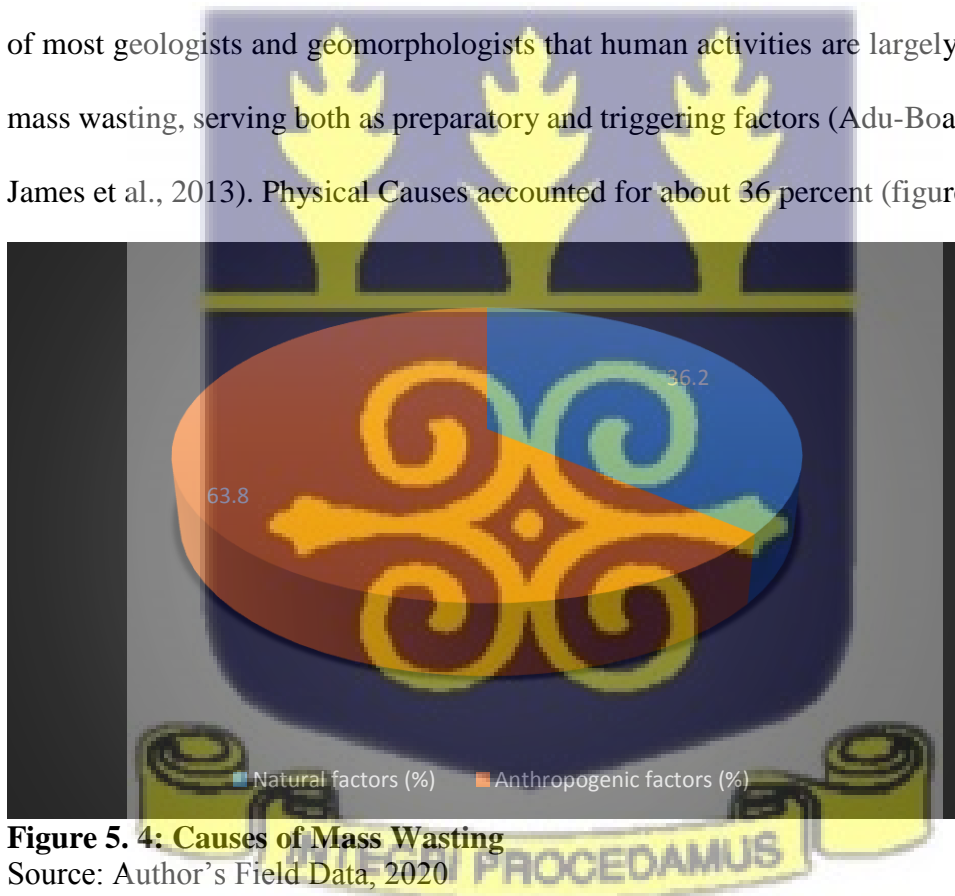 of most geologists and geomorphologists that human activities are largely
mass wasting, serving both as preparatory and triggering factors (Adu-Boa
James et al., 2013). Physical Causes accounted for about 36 percent (figur
36.2
63.8
Natural factors (%) Anthropogenic factors (%)
Figure 5. 4: Causes of Mass Wasting
INTEGRI PROCEDAMUS
Source: Author’s Field Data, 2020